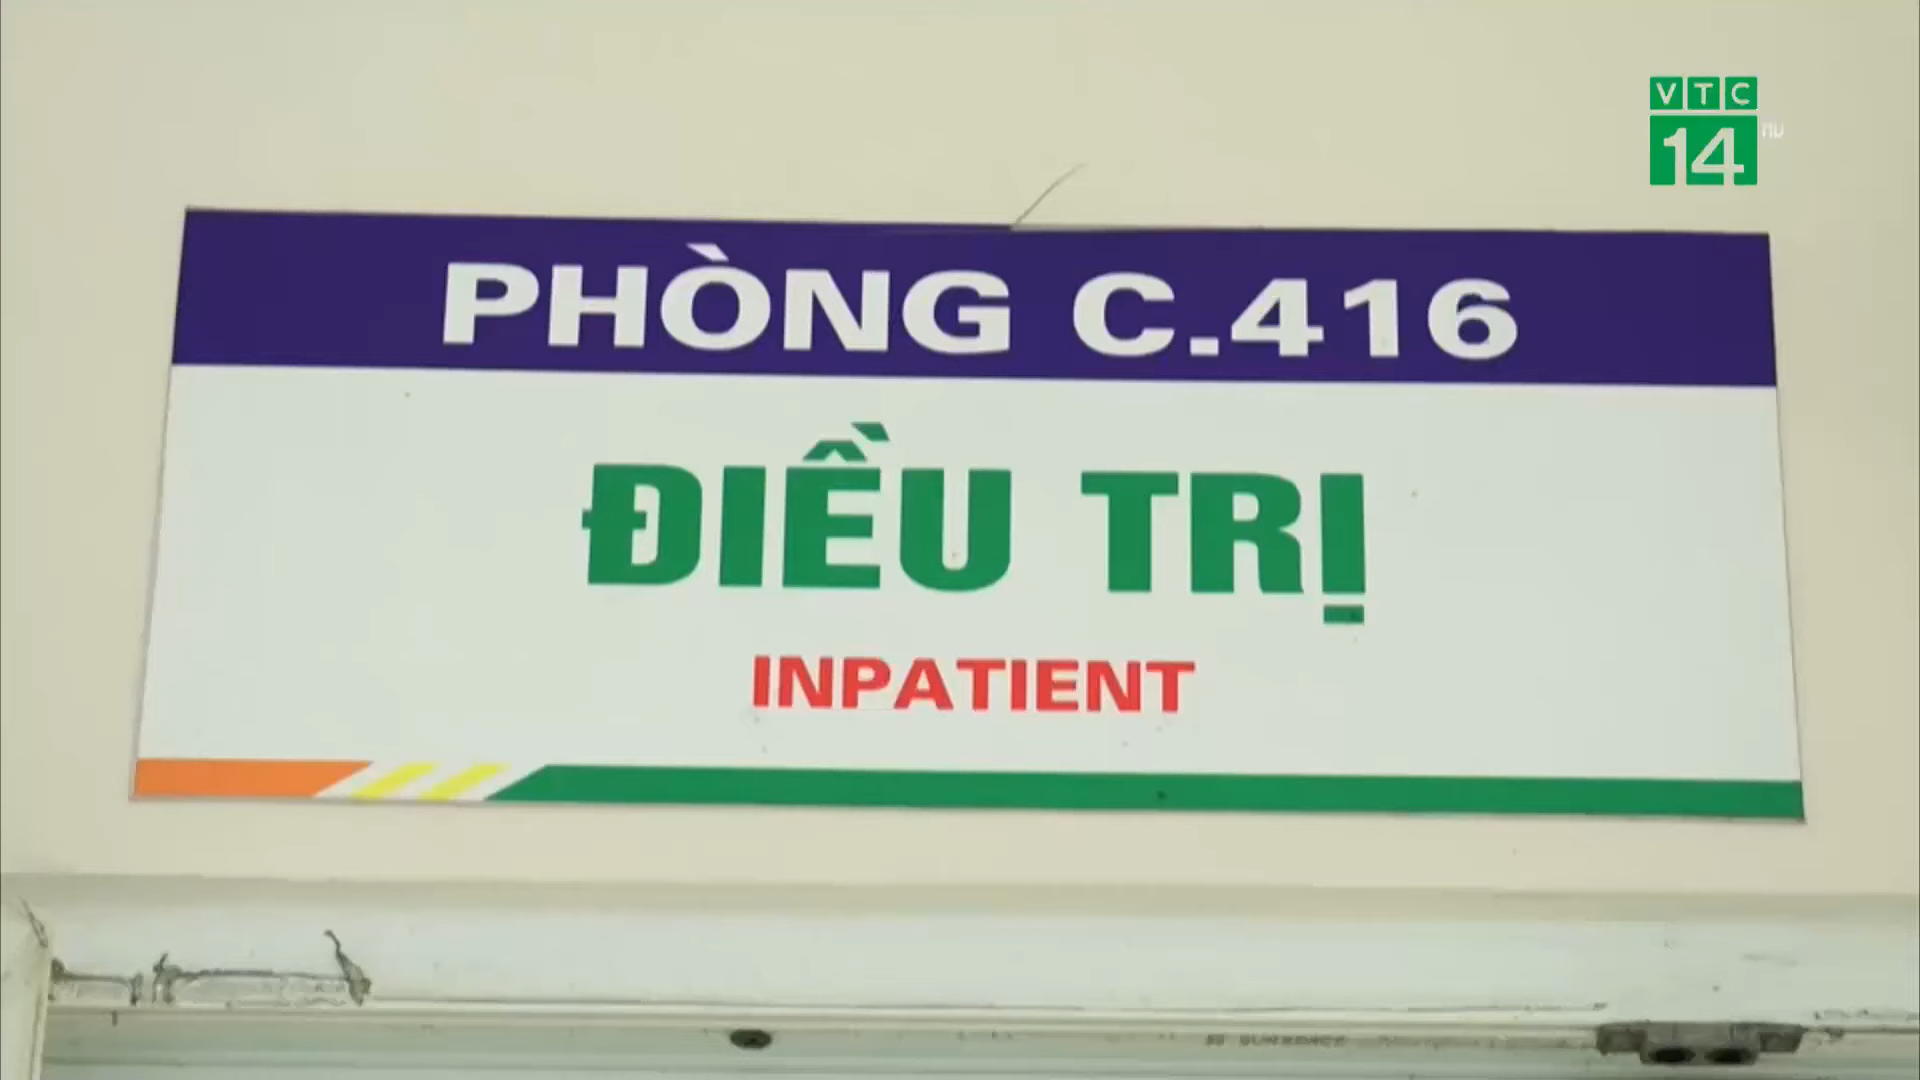 VTC
14
PHÒNG C.416
ĐIỀU TRỊ
INPATIENT